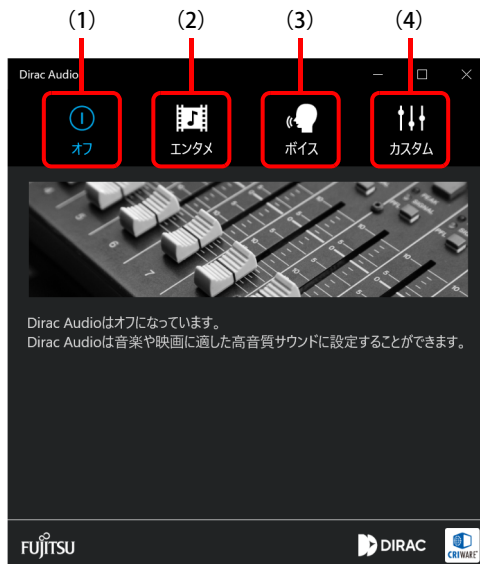 (1) (2) (3) (4)
Dirac Audio
オフ エンタメ ボイス カスタム
Dirac Audioはオフになっています。
Dirac Audioは音楽や映画に適した高音質サウンドに設定することができます。
FUJITSU DIRAC CRIWARE